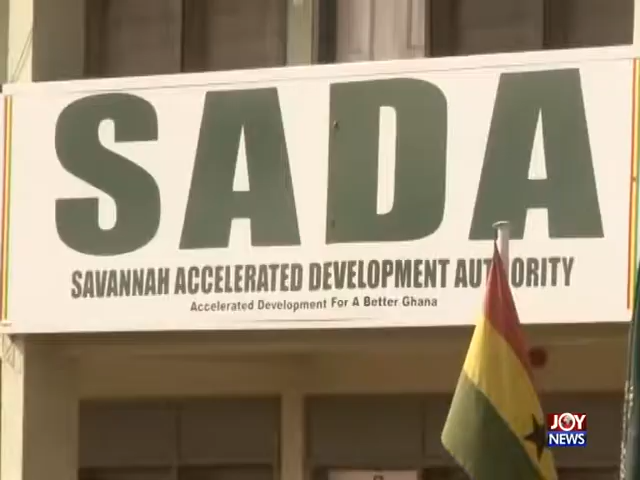 SADA
SAVANNAH ACCELERATED DEVELOPMENT AUTHORITY
Accelerated Development For A Better Ghana
JOY
NEWS